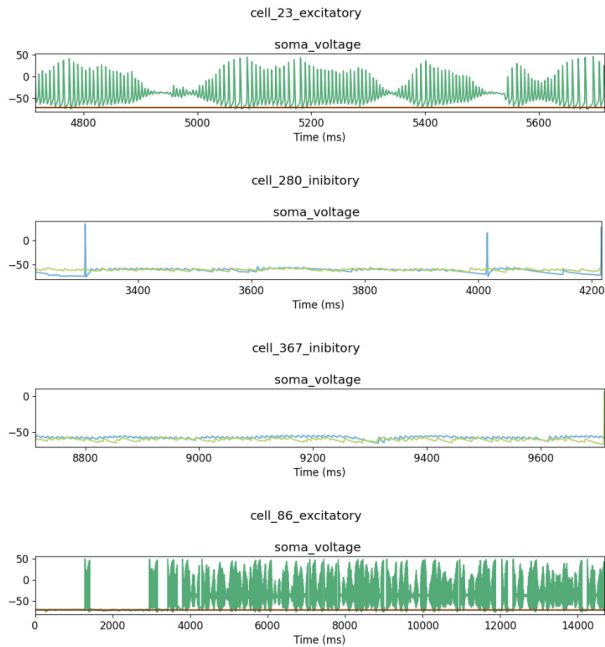 cell_23_excitatory
soma_voltage
50
0
−50
4800 5000 5200 5400 5600
Time (ms)
cell_280_inibitory
soma_voltage
0
−50
3400 3600 3800 4000 4200
Time (ms)
cell_367_inibitory
soma_voltage
0
−50
8800 9000 9200 9400 9600
Time (ms)
cell_86_excitatory
soma_voltage
50
0
−50
0 2000 4000 6000 8000 10000 12000 14000
Time (ms)